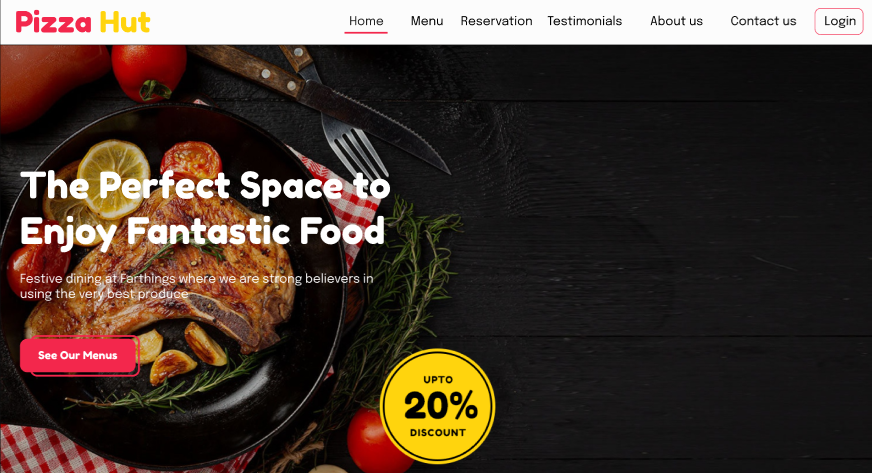 Pizza Hut
Home Menu Reservation Testimonials About us Contact us Login
The Perfect Space to
Enjoy Fantastic Food
Festive dining at Farthings where we are strong believers in
using the very best produce
See Our Menus
UPTO
20%
DISCOUNT